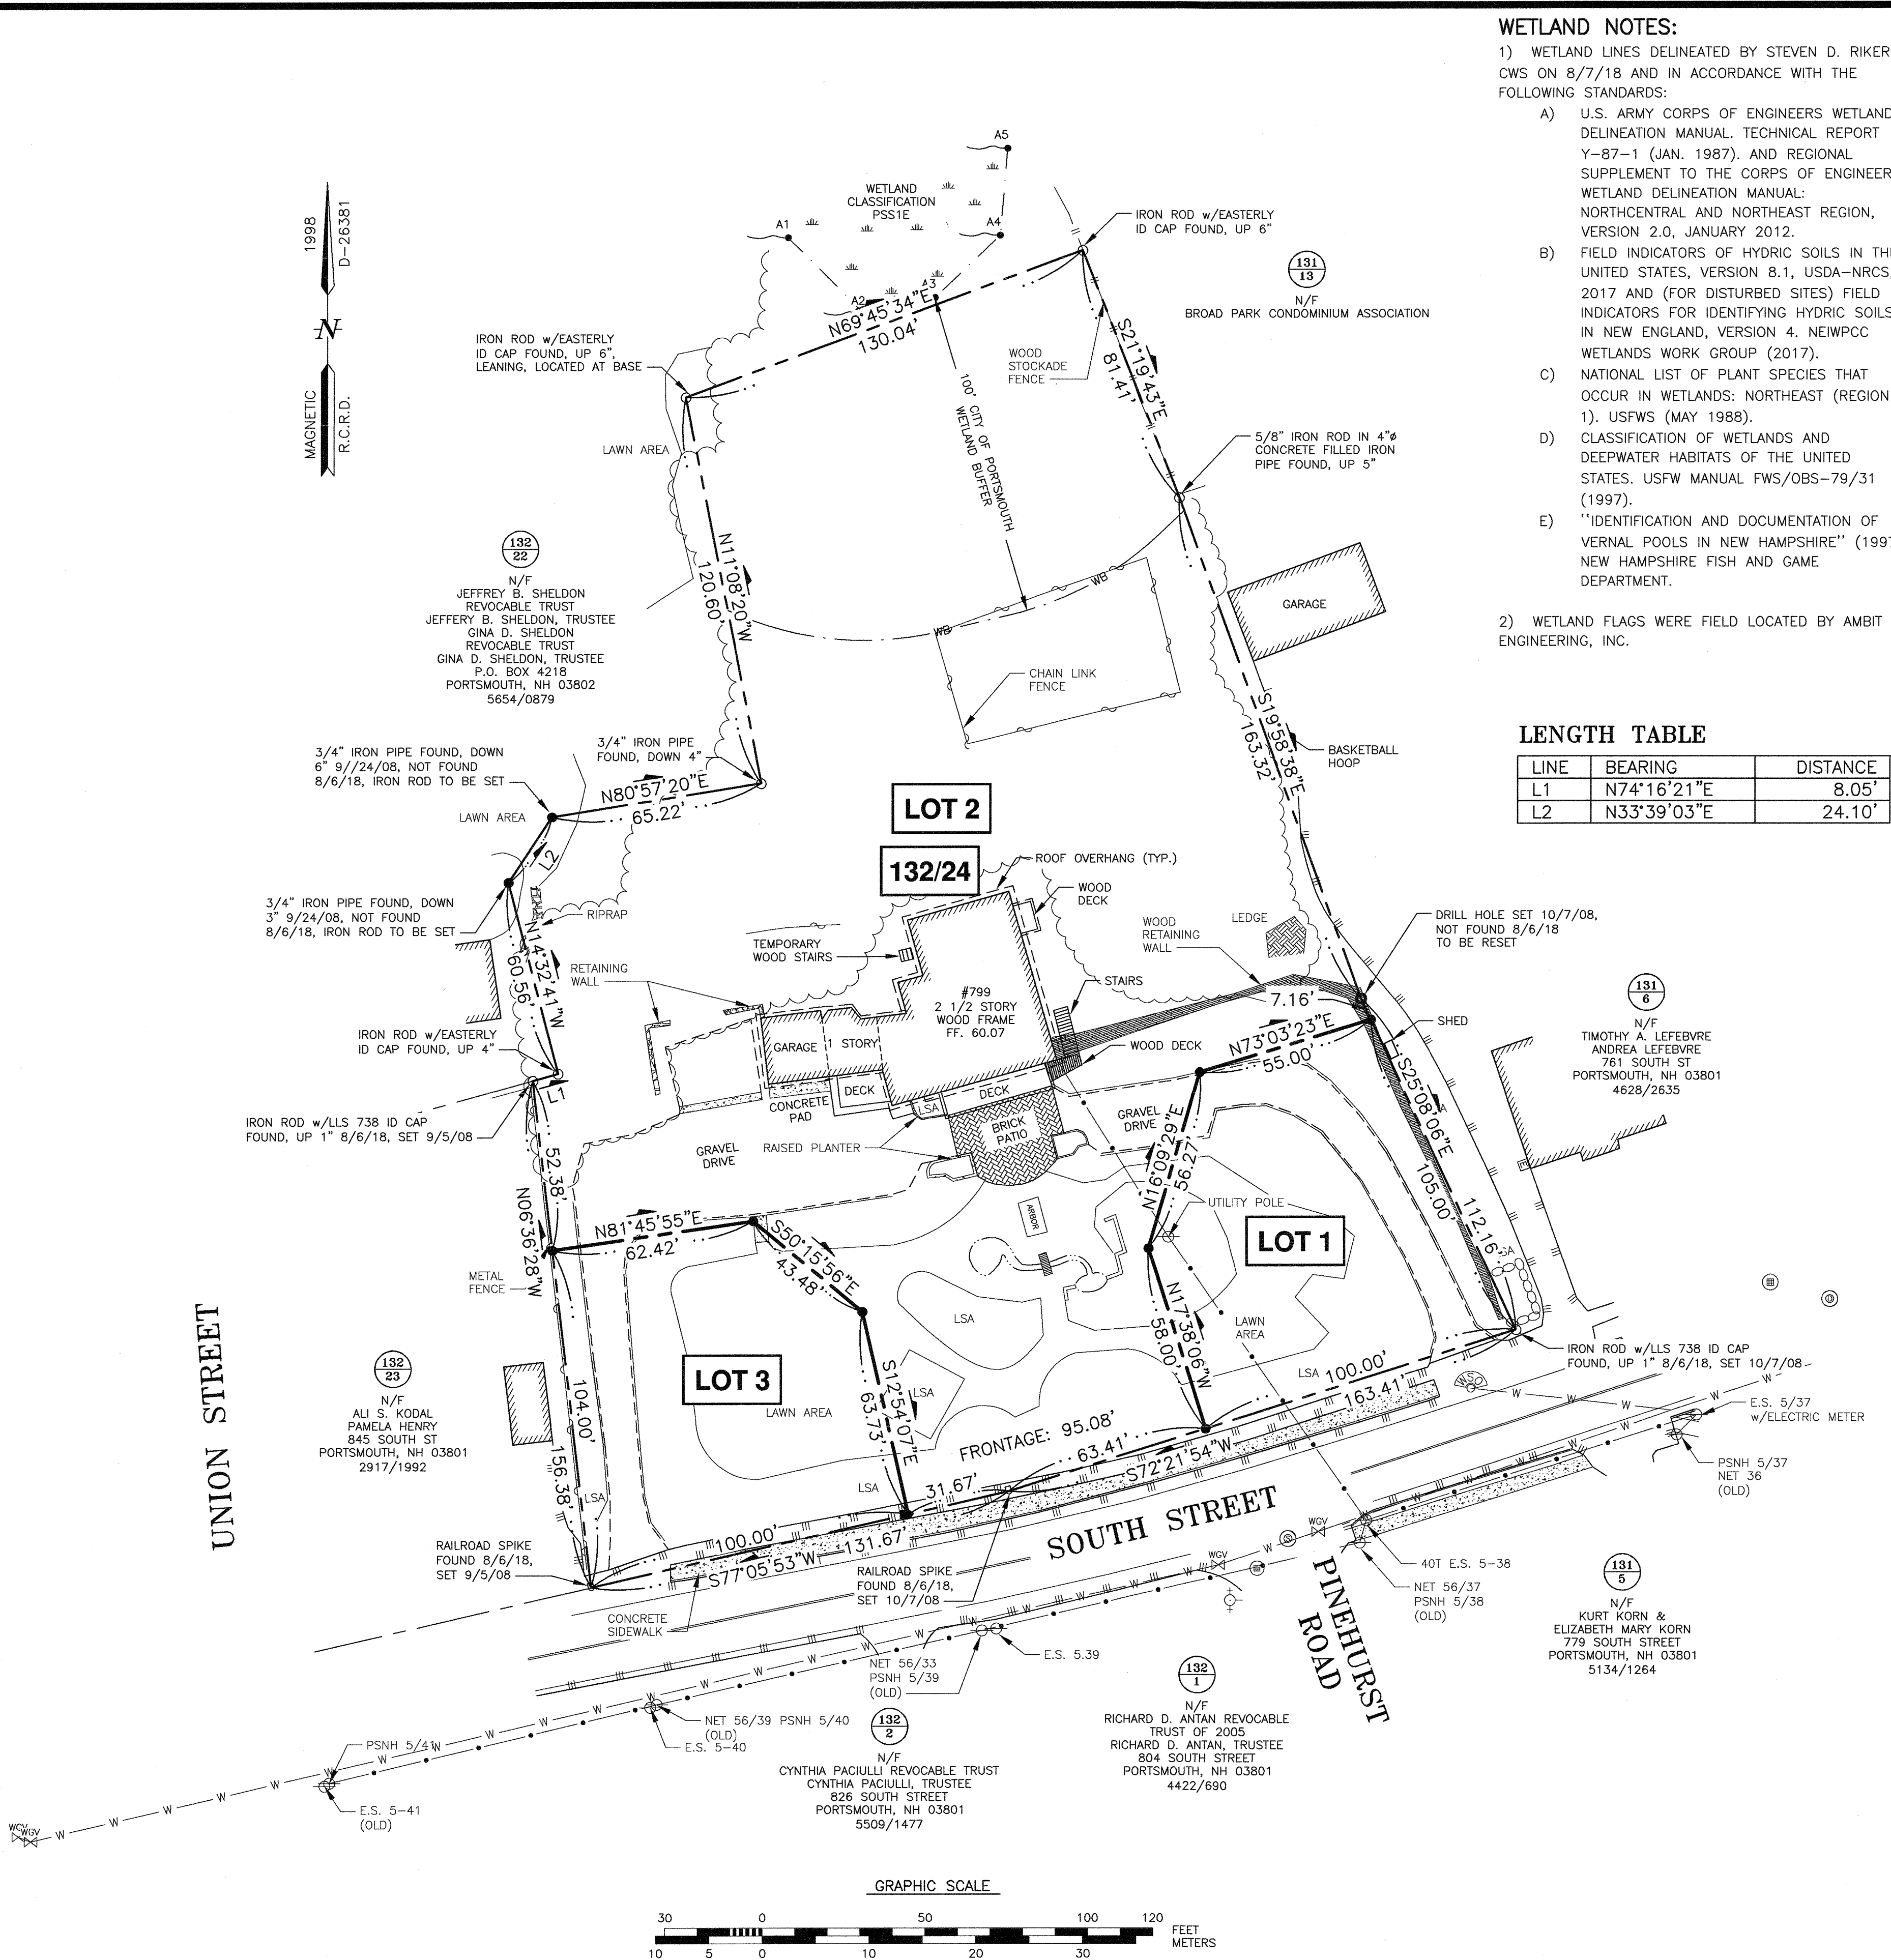 WETLAND NOTES:
1) WETLAND LINES DELINEATED BY STEVEN D. RIKER
CWS ON 8/7/18 AND IN ACCORDANCE WITH THE
FOLLOWING STANDARDS:
A) U.S. ARMY CORPS OF ENGINEERS WETLAND
DELINEATION MANUAL. TECHNICAL REPORT
Y-87-1 (JAN. 1987). AND REGIONAL
SUPPLEMENT TO THE CORPS OF ENGINEER
WETLAND DELINEATION MANUAL:
NORTHCENTRAL AND NORTHEAST REGION,
VERSION 2.0, JANUARY 2012.
B) FIELD INDICATORS OF HYDRIC SOILS IN THE
UNITED STATES, VERSION 8.1, USDA-NRCS
2017 AND (FOR DISTURBED SITES) FIELD
INDICATORS FOR IDENTIFYING HYDRIC SOILS
IN NEW ENGLAND, VERSION 4. NEIWPCC
WETLANDS WORK GROUP (2017).
C) NATIONAL LIST OF PLANT SPECIES THAT
OCCUR IN WETLANDS: NORTHEAST (REGION
1). USFWS (MAY 1988).
D) CLASSIFICATION OF WETLANDS AND
DEEPWATER HABITATS OF THE UNITED
STATES. USFW MANUAL FWS/OBS-79/31
(1997).
E) ''IDENTIFICATION AND DOCUMENTATION OF
VERNAL POOLS IN NEW HAMPSHIRE'' (1997
NEW HAMPSHIRE FISH AND GAME
DEPARTMENT.
2) WETLAND FLAGS WERE FIELD LOCATED BY AMBIT
ENGINEERING, INC.
LENGTH TABLE
LINE BEARING DISTANCE
L1 N74°16'21"E 8.05'
L2 N33°39'03"E 24.10'
1998
D-26381
N
MAGNETIC
R.C.R.D.
A5
WETLAND
CLASSIFICATION
PSS1E
A1
A4
A2
A3
IRON ROD w/EASTERLY
ID CAP FOUND, UP 6"
131
13
N/F
BROAD PARK CONDOMINIUM ASSOCIATION
N69°45'34"E
130.04'
IRON ROD w/EASTERLY
ID CAP FOUND, UP 6",
LEANING, LOCATED AT BASE
WOOD
STOCKADE
FENCE
S21°19'43"E
81.41'
100' CITY OF PORTSMOUTH
WETLAND BUFFER
LAWN AREA
5/8" IRON ROD IN 4"ø
CONCRETE FILLED IRON
PIPE FOUND, UP 5"
132
22
N/F
JEFFREY B. SHELDON
REVOCABLE TRUST
JEFFERY B. SHELDON, TRUSTEE
GINA D. SHELDON
REVOCABLE TRUST
GINA D. SHELDON, TRUSTEE
P.O. BOX 4218
PORTSMOUTH, NH 03802
5654/0879
N11°08'20"W
120.60'
WB
WB
GARAGE
CHAIN LINK
FENCE
S19°58'38"E
163.32'
BASKETBALL
HOOP
3/4" IRON PIPE FOUND, DOWN
6" 9//24/08, NOT FOUND
8/6/18, IRON ROD TO BE SET
3/4" IRON PIPE
FOUND, DOWN 4"
N80°57'20"E
65.22'
LAWN AREA
L2
LOT 2
132/24
3/4" IRON PIPE FOUND, DOWN
3" 9/24/08, NOT FOUND
8/6/18, IRON ROD TO BE SET
RIPRAP
N14°32'41"W
60.56'
ROOF OVERHANG (TYP.)
WOOD
DECK
TEMPORARY
WOOD STAIRS
WOOD
RETAINING
WALL
LEDGE
DRILL HOLE SET 10/7/08,
NOT FOUND 8/6/18
TO BE RESET
RETAINING
WALL
STAIRS
#799
2 1/2 STORY
WOOD FRAME
FF. 60.07
7.16'
SHED
131
6
N/F
TIMOTHY A. LEFEBVRE
ANDREA LEFEBVRE
761 SOUTH ST
PORTSMOUTH, NH 03801
4628/2635
IRON ROD w/EASTERLY
ID CAP FOUND, UP 4"
GARAGE
1 STORY
WOOD DECK
N73°03'23"E
55.00'
L1
DECK
DECK
CONCRETE
PAD
LSA
IRON ROD w/LLS 738 ID CAP
FOUND, UP 1" 8/6/18, SET 9/5/08
BRICK
PATIO
GRAVEL
DRIVE
S25°08'06"E
105.00'
112.16'
GRAVEL
DRIVE
RAISED PLANTER
52.38'
N06°36'28"W
N16°09'29"E
56.27'
UTILITY POLE
ARBOR
N81°45'55"E
62.42'
S50°15'56"E
43.48'
LOT 1
METAL
FENCE
LSA
LSA
N17°38'06"W
58.00'
LAWN
AREA
UNION STREET
132
23
N/F
ALI S. KODAL
PAMELA HENRY
845 SOUTH ST
PORTSMOUTH, NH 03801
2917/1992
LOT 3
LAWN AREA
S12°54'07"E
63.73'
LSA
LSA
100.00'
163.41'
IRON ROD w/LLS 738 ID CAP
FOUND, UP 1" 8/6/18, SET 10/7/08
WSO
E.S. 5/37
w/ELECTRIC METER
104.00'
156.38'
FRONTAGE: 95.08'
63.41'
S72°21'54"W
PSNH 5/37
NET 36
(OLD)
LSA
LSA
31.67'
100.00'
131.67'
S77°05'53"W
SOUTH STREET
RAILROAD SPIKE
FOUND 8/6/18,
SET 9/5/08
RAILROAD SPIKE
FOUND 8/6/18,
SET 10/7/08
WGV
WGV
40T E.S. 5-38
NET 56/37
PSNH 5/38
(OLD)
PINEHURST
ROAD
131
5
N/F
KURT KORN &
ELIZABETH MARY KORN
779 SOUTH STREET
PORTSMOUTH, NH 03801
5134/1264
CONCRETE
SIDEWALK
E.S. 5.39
NET 56/33
PSNH 5/39
(OLD)
132
1
N/F
RICHARD D. ANTAN REVOCABLE
TRUST OF 2005
RICHARD D. ANTAN, TRUSTEE
804 SOUTH STREET
PORTSMOUTH, NH 03801
4422/690
NET 56/39 PSNH 5/40
(OLD)
E.S. 5-40
132
2
N/F
CYNTHIA PACIULLI REVOCABLE TRUST
CYNTHIA PACIULLI, TRUSTEE
826 SOUTH STREET
PORTSMOUTH, NH 03801
5509/1477
PSNH 5/41
E.S. 5-41
(OLD)
WGV
WGV
GRAPHIC SCALE
30 0 50 100 120
FEET
METERS
10 5 0 10 20 30